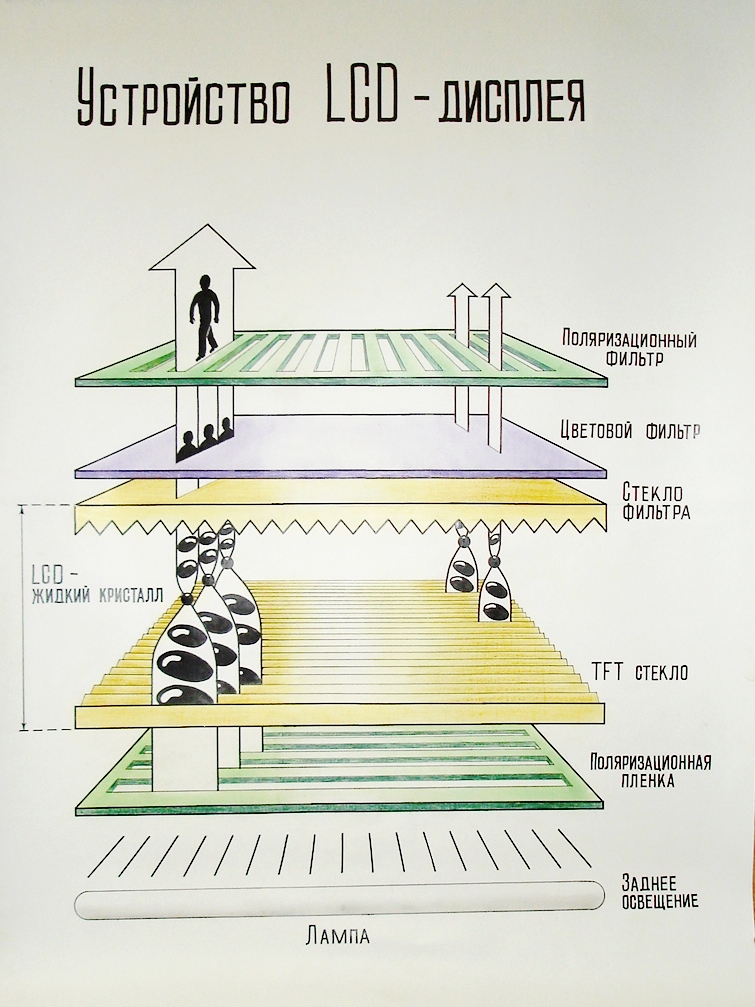 Устройство LCD - дисплея
Поляризационный
фильтр
Цветовой фильтр
Стекло
фильтра
LCD -
жидкий кристалл
TFT стекло
Поляризационная
пленка
Заднее
освещение
Лампа